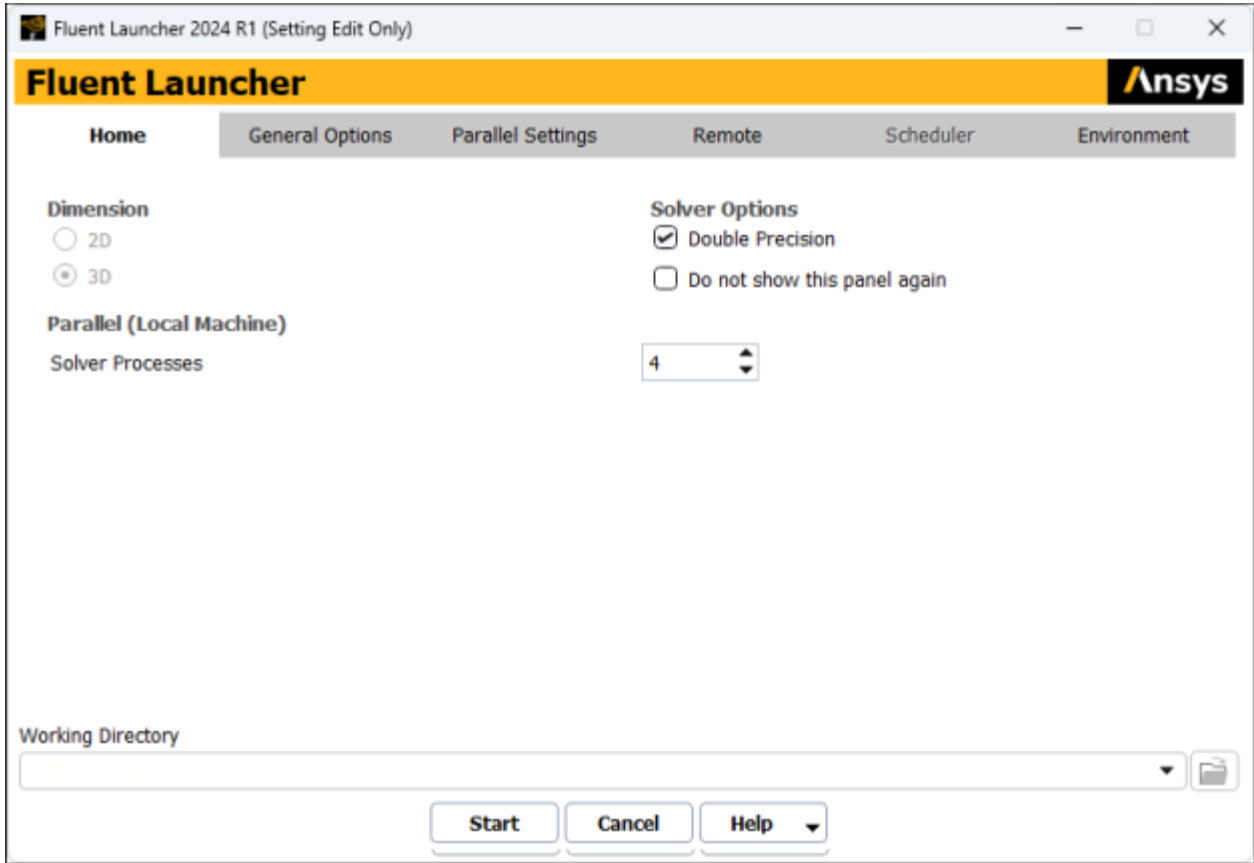 Fluent Launcher 2024 R1 (Setting Edit Only)
Fluent Launcher
Ansys
Home General Options Parallel Settings Remote Scheduler Environment
Dimension
2D
3D
Solver Options
Double Precision
Do not show this panel again
Parallel (Local Machine)
Solver Processes 4
Working Directory
Start Cancel Help